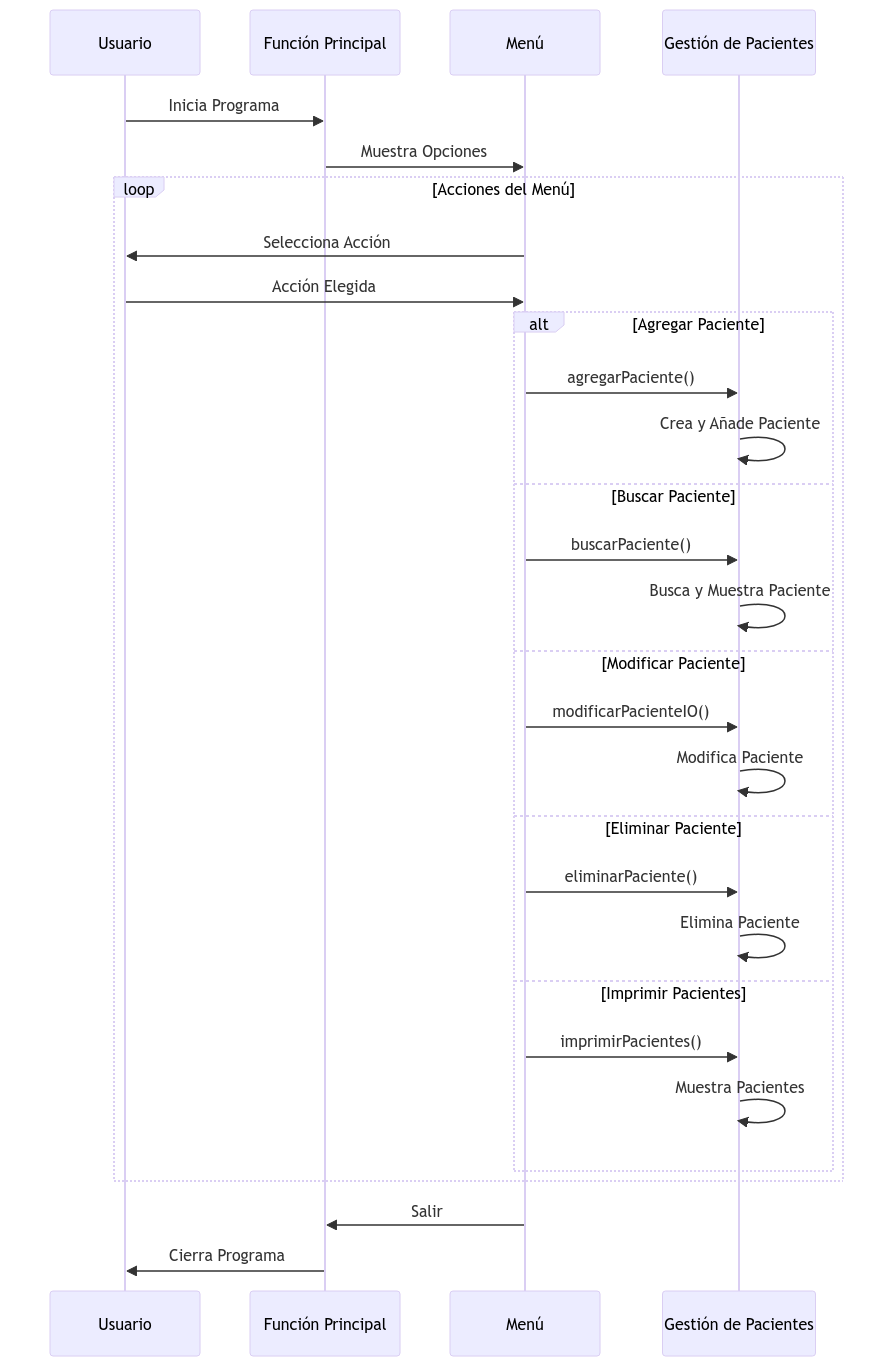 Usuario
Función Principal
Menú
Gestión de Pacientes
Inicia Programa
Muestra Opciones
loop
[Acciones del Menú]
Selecciona Acción
Acción Elegida
alt
[Agregar Paciente]
agregarPaciente()
Crea y Añade Paciente
[Buscar Paciente]
buscarPaciente()
Busca y Muestra Paciente
[Modificar Paciente]
modificarPacienteIO()
Modifica Paciente
[Eliminar Paciente]
eliminarPaciente()
Elimina Paciente
[Imprimir Pacientes]
imprimirPacientes()
Muestra Pacientes
Salir
Cierra Programa
Usuario
Función Principal
Menú
Gestión de Pacientes